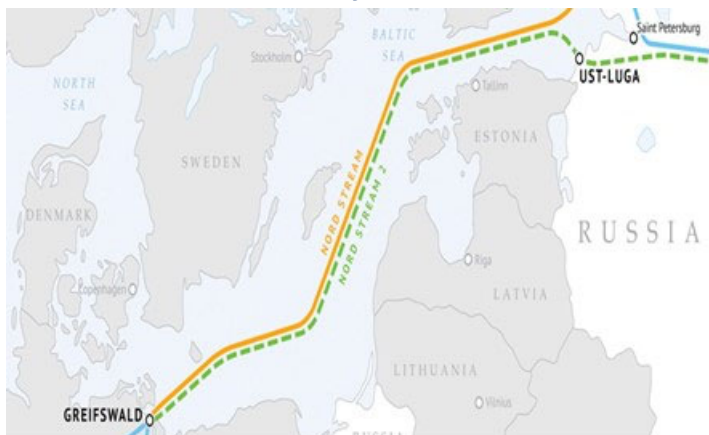 Saint Petersburg
BALTIC
SEA
Stockholm
UST-LUGA
NORTH
SEA
Tallinn
ESTONIA
SWEDEN
NORD STREAM
NORD STREAM 2
DENMARK
RUSSIA
Riga
Copenhagen
LATVIA
LITHUANIA
Vilnius
GREIFSWALD